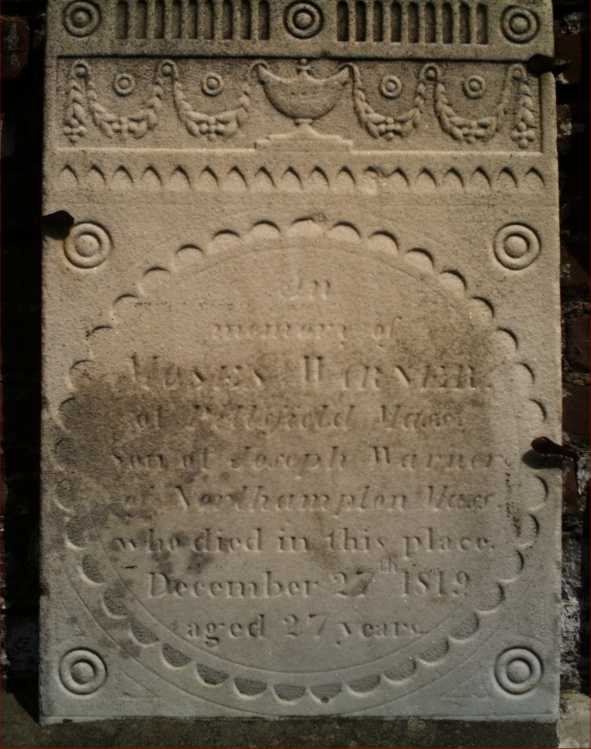 In
memory of
MOSES WARNER,
of Pittsfield Mass.
son of Joseph Warner
of Northampton Mass
who died in this place.
December 27th 1819
aged 27 years.